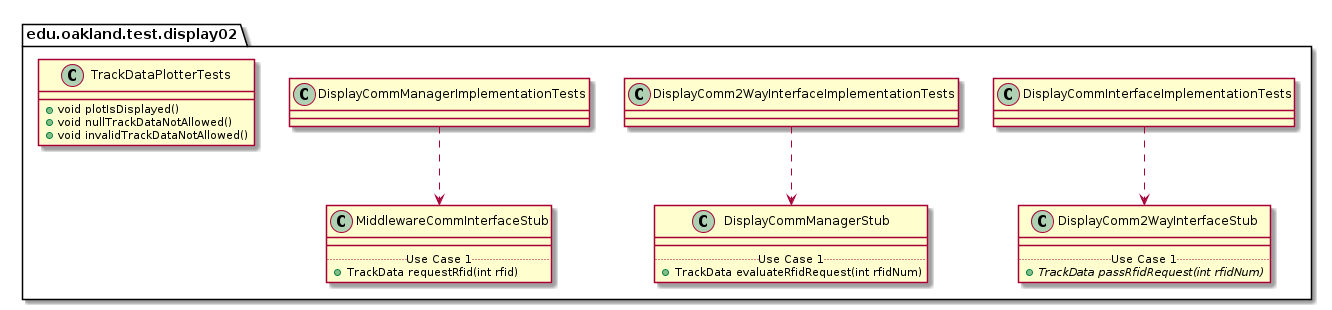 edu.oakland.test.display02
C TrackDataPlotterTests
void plotIsDisplayed()
void nullTrackDataNotAllowed()
void invalidTrackDataNotAllowed()
C DisplayCommManagerImplementationTests
C DisplayComm2WayInterfaceImplementationTests
C DisplayCommInterfaceImplementationTests
C MiddlewareCommInterfaceStub
Use Case 1
TrackData requestRfid(int rfid)
C DisplayCommManagerStub
Use Case 1
TrackData evaluateRfidRequest(int rfidNum)
C DisplayComm2WayInterfaceStub
Use Case 1
TrackData passRfidRequest(int rfidNum)